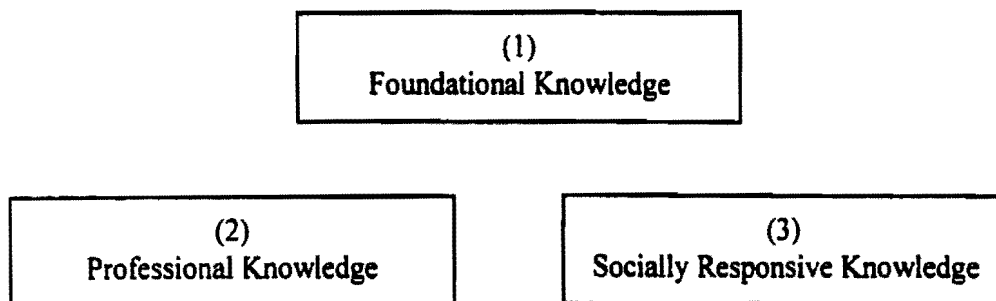 (1)
Foundational Knowledge
(2)
Professional Knowledge
(3)
Socially Responsive Knowledge